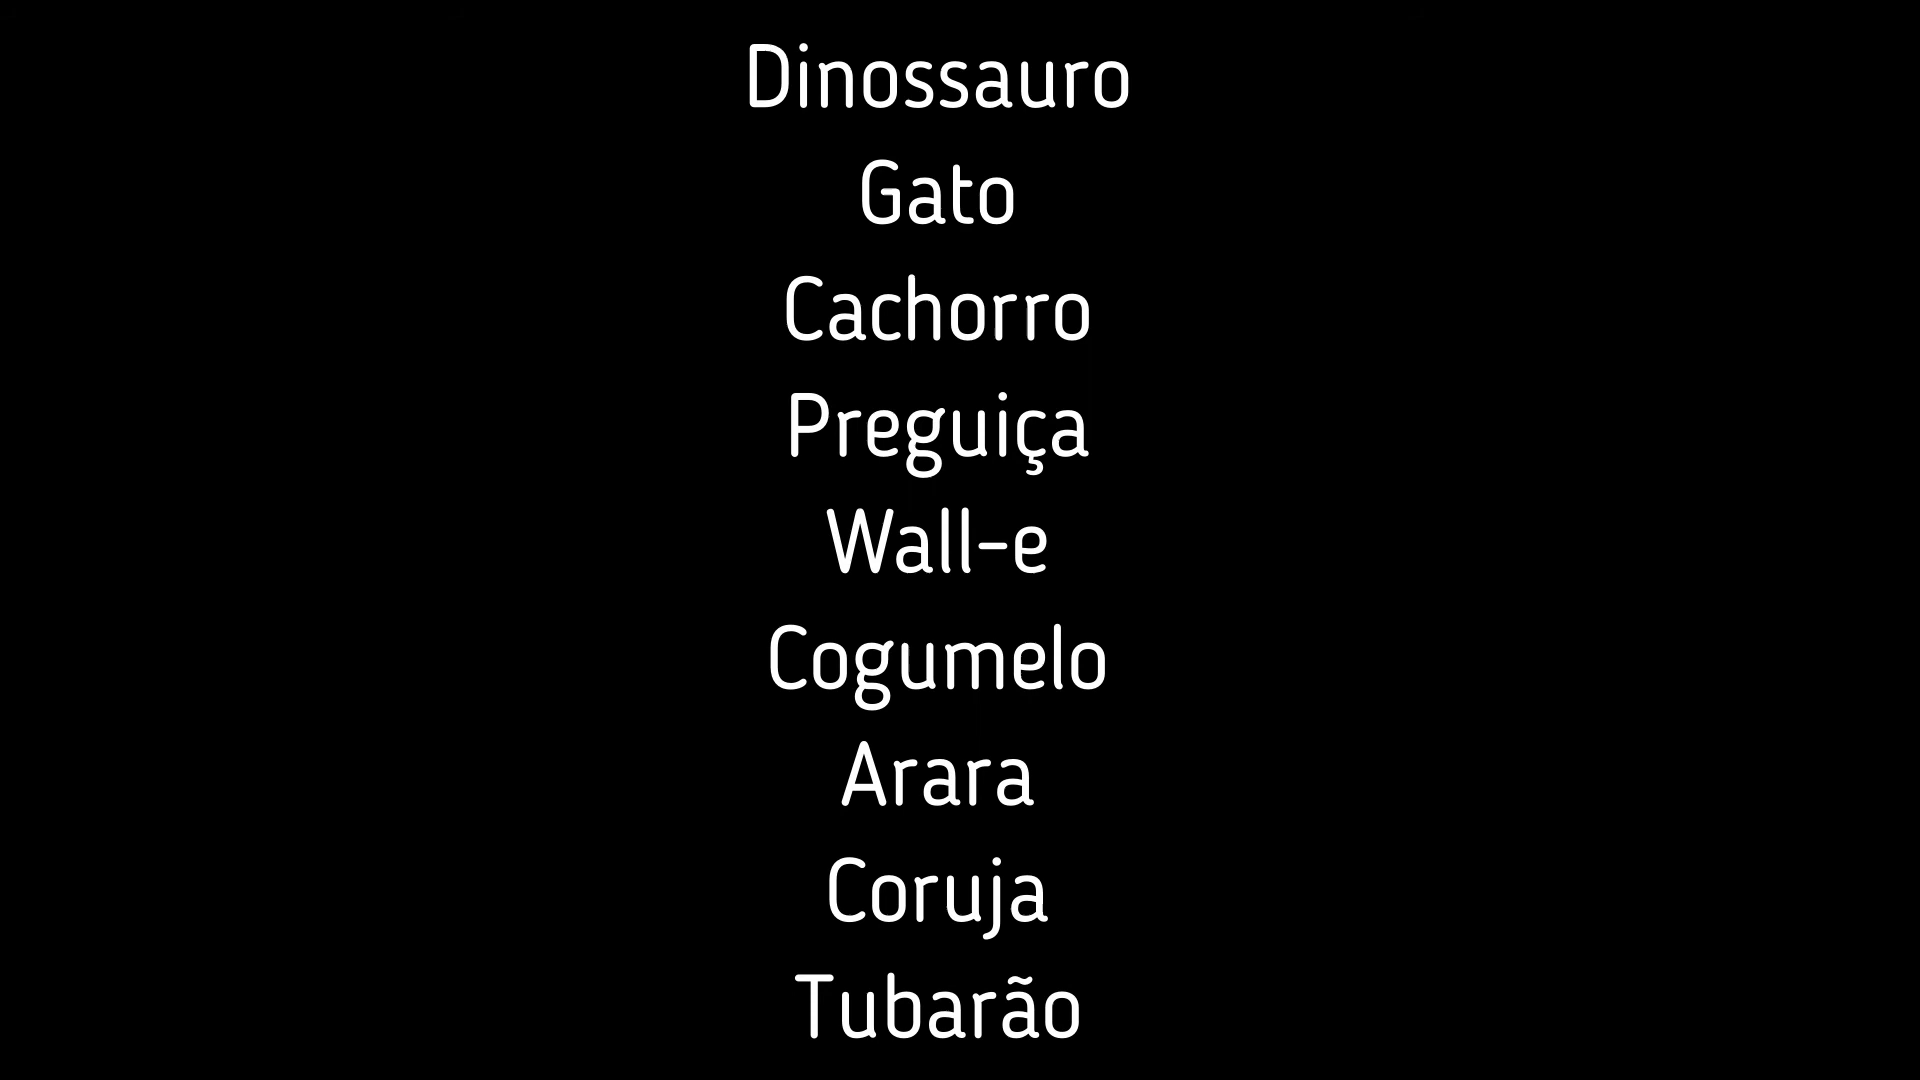 Dinossauro
Gato
Cachorro
Preguiça
Wall-e
Cogumelo
Arara
Coruja
Tubarão